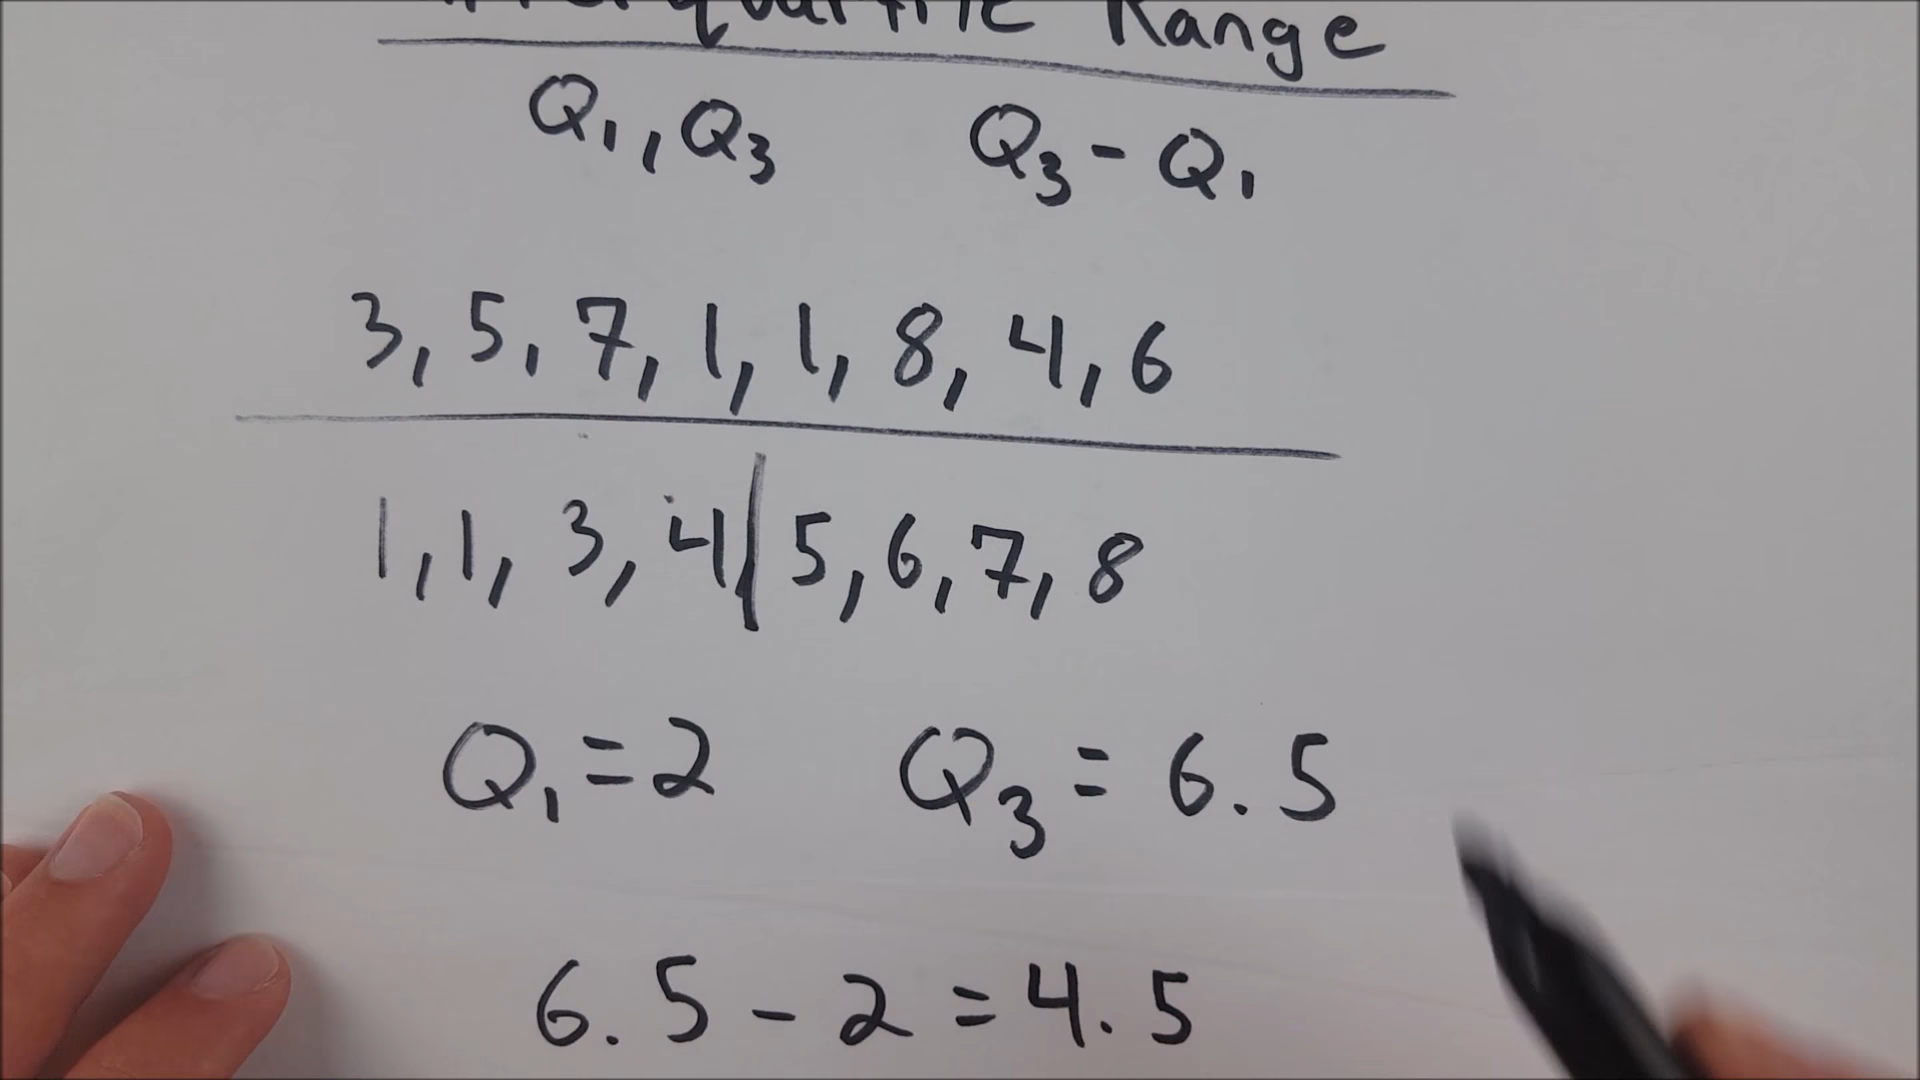 Interquartile Range
Q1, Q3 Q3 - Q1
3, 5, 7, 1, 1, 8, 4, 6
1, 1, 3, 4, | 5, 6, 7, 8
Q1 = 2 Q3 = 6.5
6.5 - 2 = 4.5